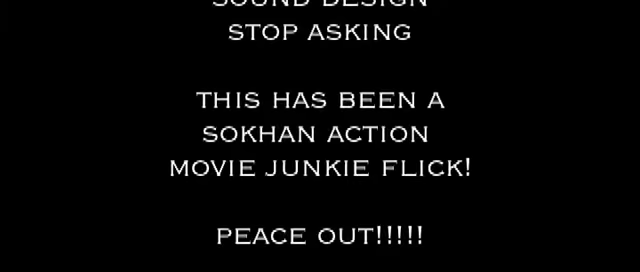 SOUND DESIGN
STOP ASKING
THIS HAS BEEN A
SOKHAN ACTION
MOVIE JUNKIE FLICK!
PEACE OUT!!!!!